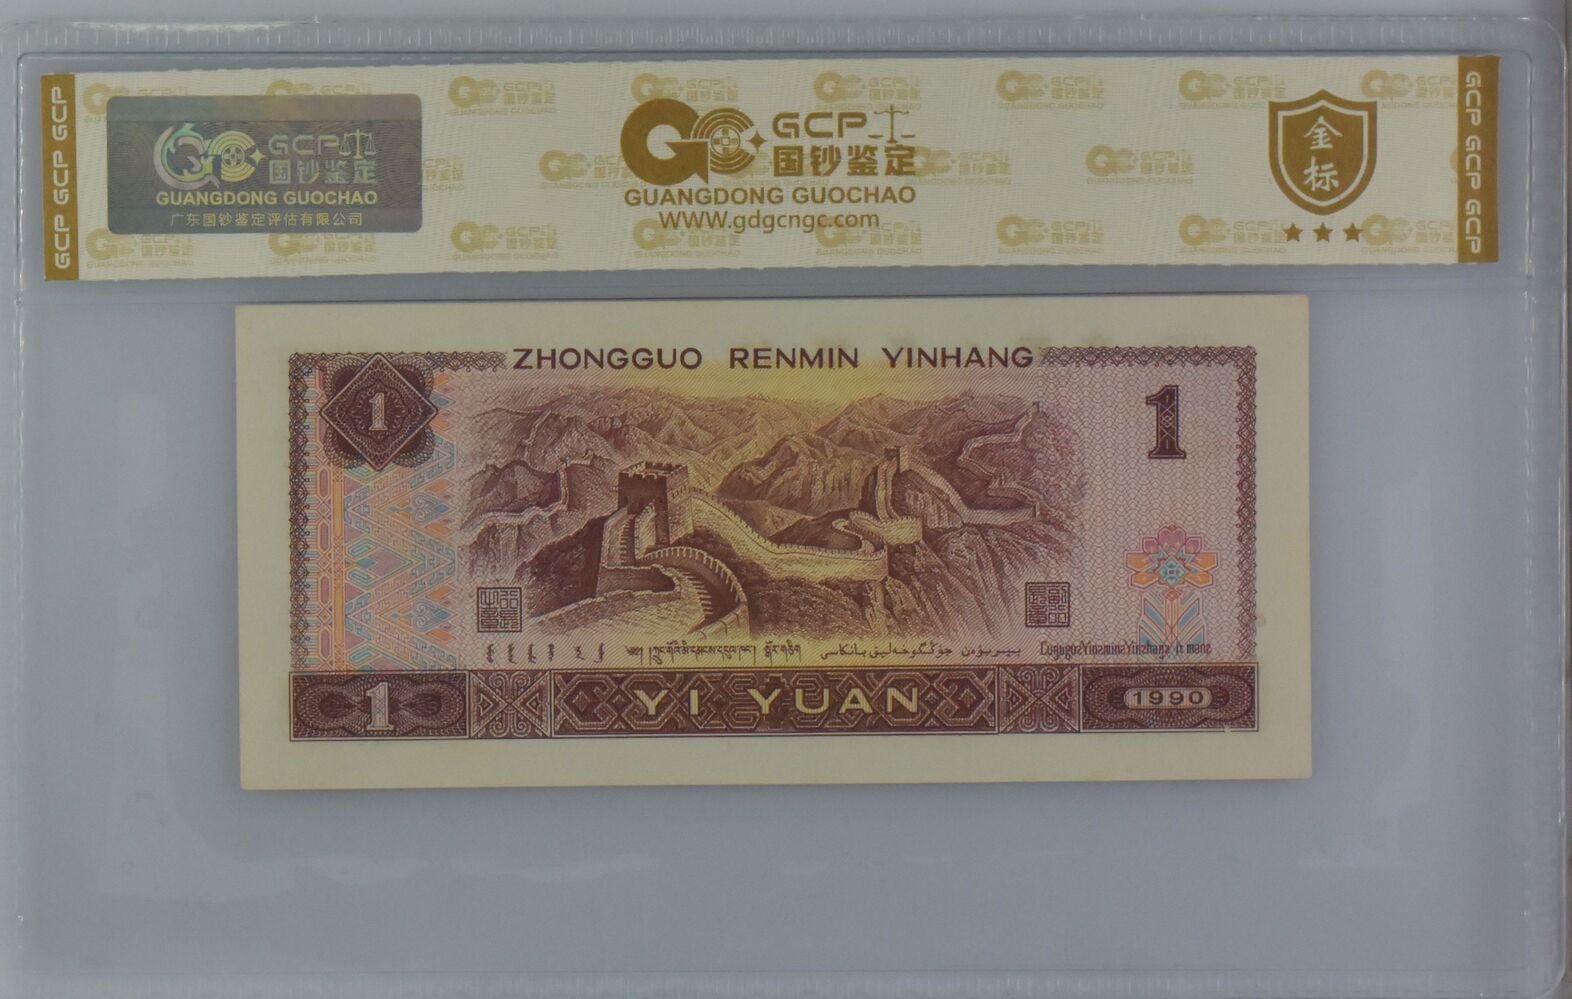 GCP GCP GCP
GCP
国钞鉴定
GUANGDONG GUOCHAO
广东国钞鉴定评估有限公司
GCP
国钞鉴定
GUANGDONG GUOCHAO
WWW.gdgcngc.com
金标
GCP GCP GCP
ZHONGGUO RENMIN YINHANG
1
1
1
YI YUAN
1990